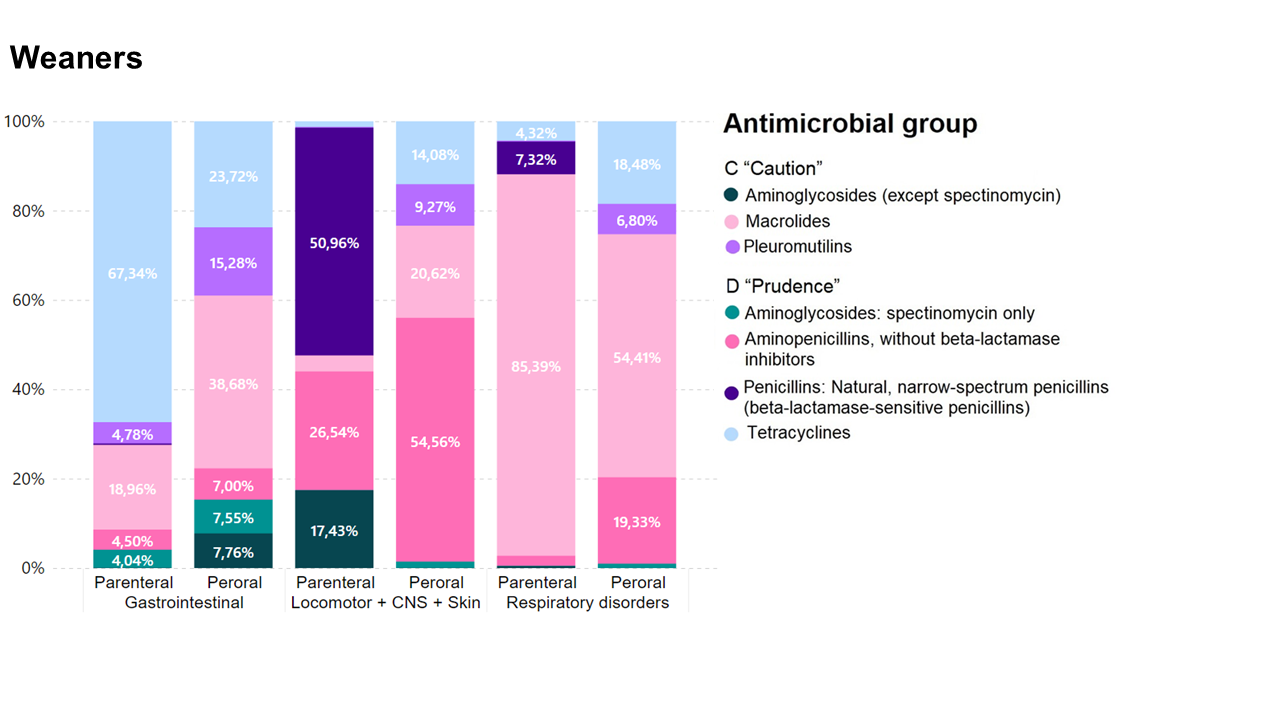 Weaners
100%
80%
60%
40%
20%
0%
67,34%
4,78%
18,96%
4,50%
4,04%
23,72%
15,28%
38,68%
7,00%
7,55%
7,76%
50,96%
26,54%
17,43%
14,08%
9,27%
20,62%
54,56%
4,32%
7,32%
85,39%
18,48%
6,80%
54,41%
19,33%
Parenteral Peroral Parenteral Peroral Parenteral Peroral
Gastrointestinal Locomotor + CNS + Skin Respiratory disorders
Antimicrobial group
C “Caution”
Aminoglycosides (except spectinomycin)
Macrolides
Pleuromutilins
D “Prudence”
Aminoglycosides: spectinomycin only
Aminopenicillins, without beta-lactamase
inhibitors
Penicillins: Natural, narrow-spectrum penicillins
(beta-lactamase-sensitive penicillins)
Tetracyclines